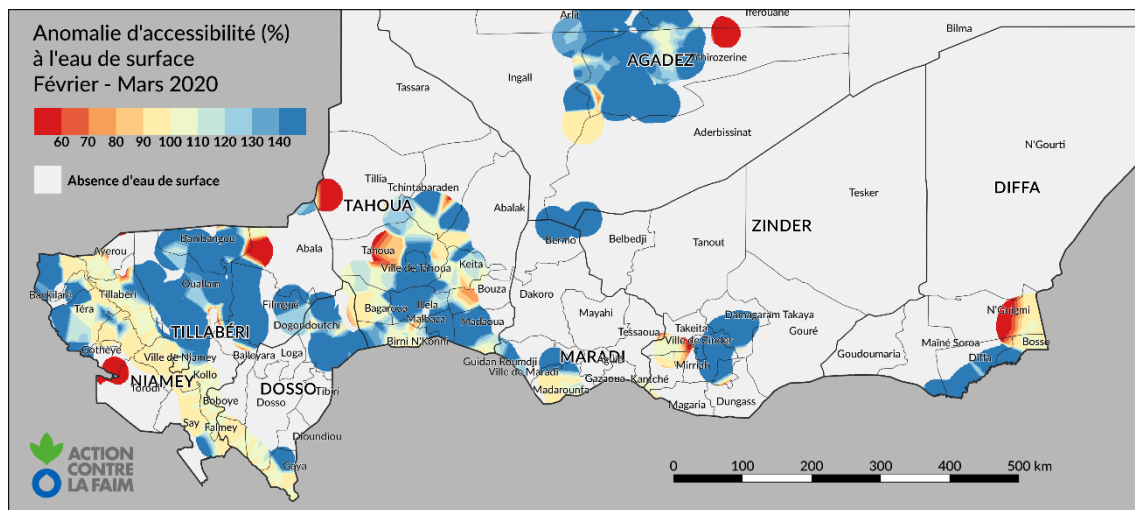 Anomalie d'accessibilité (%)
à l'eau de surface
Février - Mars 2020
60 70 80 90 100 110 120 130 140
Absence d'eau de surface
Arlit
Iférouane
Bilma
AGADEZ
Tchirozerine
Ingall
Tassara
Aderbissinat
N'Gourti
Tillia
Tchintabaraden
Tesker
DIFFA
TAHOUA
Abalak
ZINDER
Ayerou
Bambangou
Abala
Tahoua
Bermo
Belbedji
Tanout
Ville de Tahoua
Keita
Ouallam
Bankilaré
Tillabéri
Filingué
Bouza
Dakoro
Téra
Bagaroua
Illela
Mayahi
Damagaram Takaya
N'Guigmi
Dogondoutchi
Malbaza
Madaoua
Tessaoua
Takeita
Gouré
TILLABÉRI
Birni N'Konni
Ville de Zinder
Maïné Soroa
Bosse
Gothèye
Ville de Niamey
Balleyara
Loga
Guidan Roumdji
MARADI
Mirriah
Goudoumaria
Diffa
Kollo
Ville de Maradi
NIAMEY
Torodi
DOSSO
Tibiri
Gazaoua
Kantché
Boboye
Dosso
Madarounfa
Magaria
Dungass
Say
Falmey
Dioundiou
Gaya
ACTION
CONTRE
LA FAIM
0 100 200 300 400 500 km